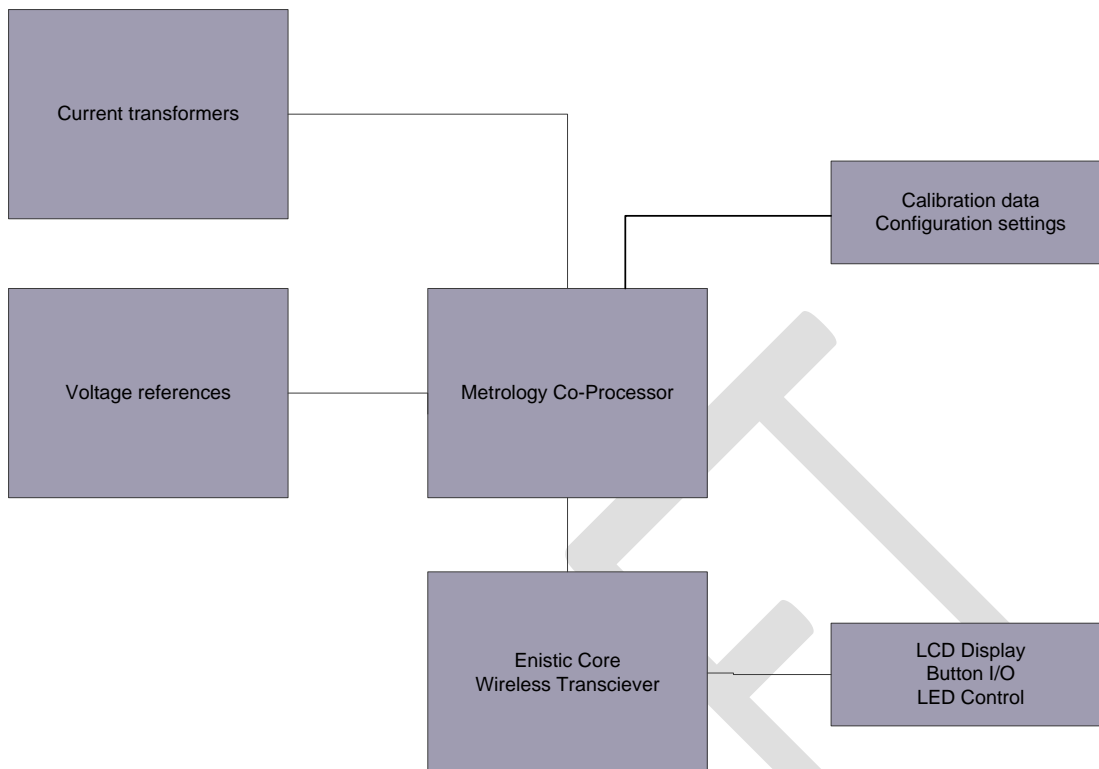 Current transformers
Calibration data
Configuration settings
Voltage references
Metrology Co-Processor
Enistic Core
Wireless Transciever
LCD Display
Button I/O
LED Control